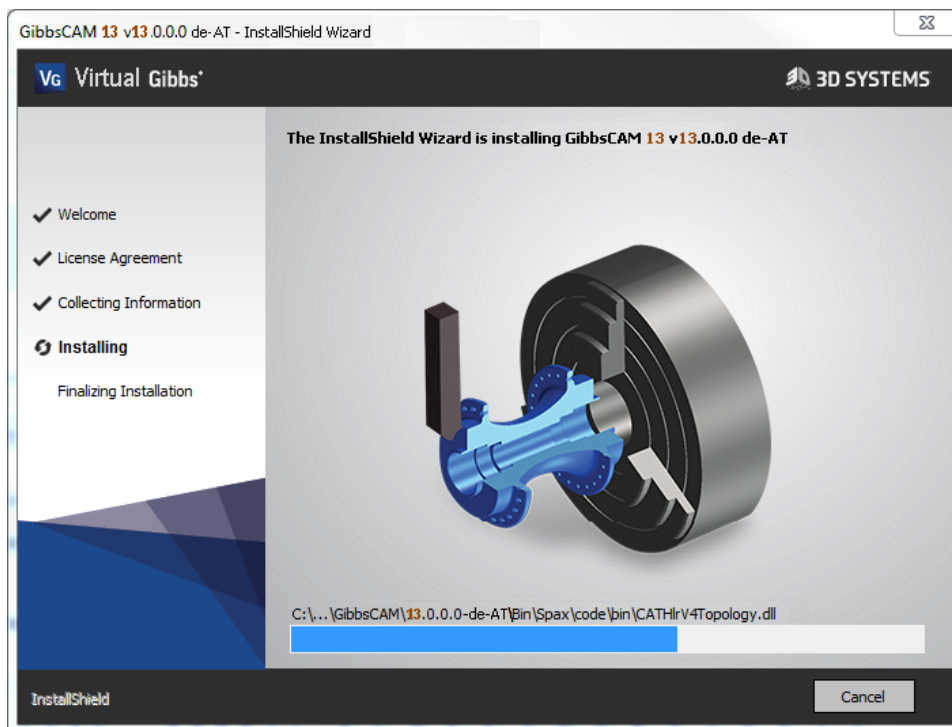 GibbsCAM 13 v13.0.0.0 de-AT - InstallShield Wizard
VG Virtual Gibbs
3D SYSTEMS
The InstallShield Wizard is installing GibbsCAM 13 v13.0.0.0 de-AT
Welcome
License Agreement
Collecting Information
Installing
Finalizing Installation
C:\...\GibbsCAM\13.0.0.0-de-AT\Bin\Spax\code\bin\CATHlrV4Topology.dll
InstallShield
Cancel